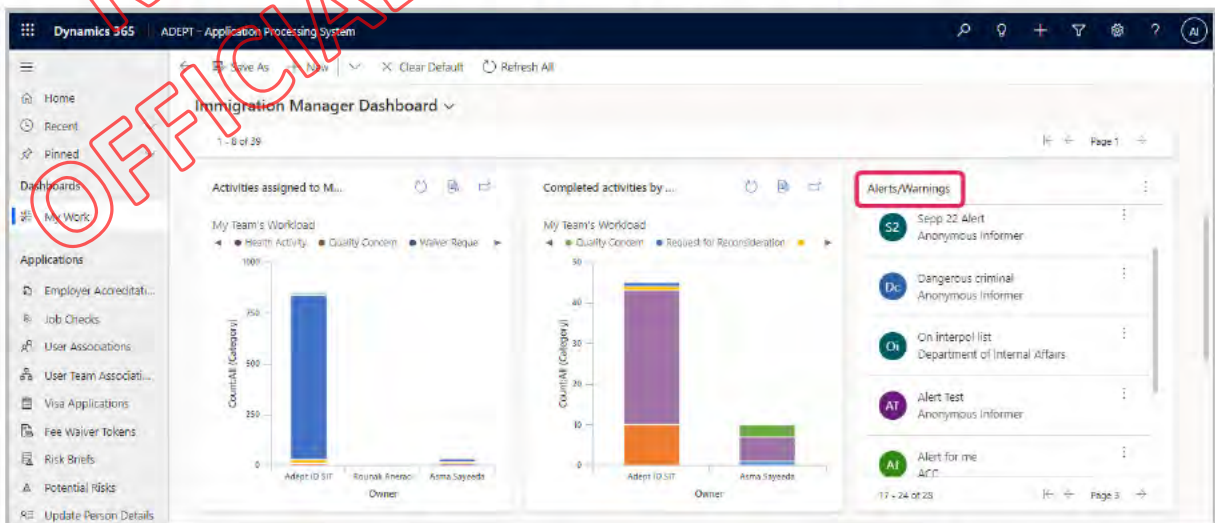 Dynamics 365 ADEPT - Application Processing System AI
Save As New Clear Default Refresh All
Immigration Manager Dashboard
1 - 8 of 39 Page 1
Home
Recent
Pinned
Dashboards
My Work
Applications
Employer Accreditati...
Job Checks
User Associations
User Team Associati...
Visa Applications
Fee Waiver Tokens
Risk Briefs
Potential Risks
Update Person Details
Activities assigned to M...
My Team's Workload
Health Activity Quality Concern Waiver Reque
Count:All (Category)
1000
750
500
250
0
Adept ID SIT Rounak Asma Sayeeda
Owner
Completed activities by ...
My Team's Workload
Quality Concern Request for Reconsideration
Count:All (Category)
50
40
30
20
10
0
Adept ID SIT Asma Sayeeda
Owner
Alerts/Warnings
S2 Sepp 22 Alert
Anonymous Informer
Dc Dangerous criminal
Anonymous Informer
Oi On interpol list
Department of Internal Affairs
AT Alert Test
Anonymous Informer
Af Alert for me
ACC
17 - 24 of 28 Page 3
OFFICIAL